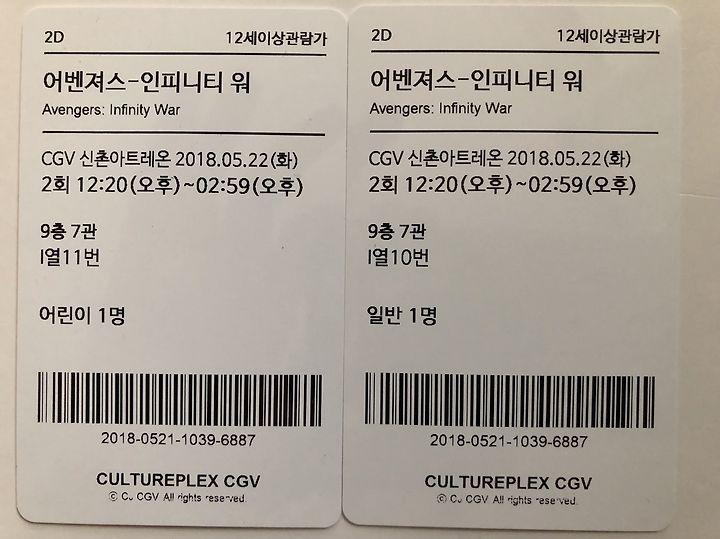 2D 12세이상관람가
어벤져스-인피니티 워
Avengers: Infinity War
CGV 신촌아트레온 2018.05.22(화)
2회 12:20(오후)~02:59(오후)
9층 7관
I열11번
어린이 1명
2018-0521-1039-6887
CULTUREPLEX CGV
ⓒ CJ CGV All rights reserved.
2D 12세이상관람가
어벤져스-인피니티 워
Avengers: Infinity War
CGV 신촌아트레온 2018.05.22(화)
2회 12:20(오후)~02:59(오후)
9층 7관
I열10번
일반 1명
2018-0521-1039-6887
CULTUREPLEX CGV
ⓒ CJ CGV All rights reserved.